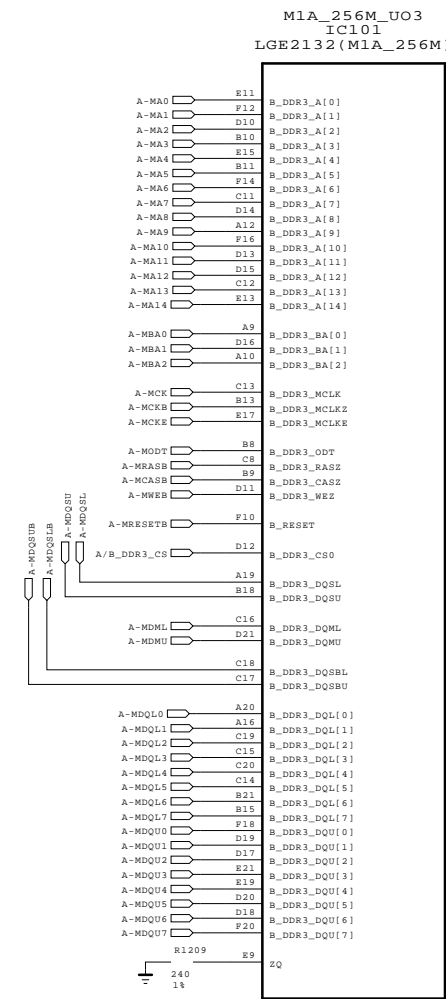 M1A_256M_UO3
IC101
LGE2132(M1A_256M)
A-MA0 E11 B_DDR3_A[0]
A-MA1 F12 B_DDR3_A[1]
A-MA2 D10 B_DDR3_A[2]
A-MA3 B10 B_DDR3_A[3]
A-MA4 E15 B_DDR3_A[4]
A-MA5 B11 B_DDR3_A[5]
A-MA6 F14 B_DDR3_A[6]
A-MA7 C11 B_DDR3_A[7]
A-MA8 D14 B_DDR3_A[8]
A-MA9 A12 B_DDR3_A[9]
A-MA10 F16 B_DDR3_A[10]
A-MA11 D13 B_DDR3_A[11]
A-MA12 D15 B_DDR3_A[12]
A-MA13 C12 B_DDR3_A[13]
A-MA14 E13 B_DDR3_A[14]
A-MBA0 A9 B_DDR3_BA[0]
A-MBA1 D16 B_DDR3_BA[1]
A-MBA2 A10 B_DDR3_BA[2]
A-MCK C13 B_DDR3_MCLK
A-MCKB B13 B_DDR3_MCLKZ
A-MCKE E17 B_DDR3_MCLKE
A-MODT B8 B_DDR3_ODT
A-MRASB C8 B_DDR3_RASZ
A-MCASB B9 B_DDR3_CASZ
A-MWEB D11 B_DDR3_WEZ
A-MRESETB F10 B_RESET
A/B_DDR3_CS D12 B_DDR3_CS0
A-MDQSL A19 B_DDR3_DQSL
A-MDQSU B18 B_DDR3_DQSU
A-MDML C16 B_DDR3_DQML
A-MDMU D21 B_DDR3_DQMU
A-MDQSLB C18 B_DDR3_DQSBL
A-MDQSUB C17 B_DDR3_DQSBU
A-MDQL0 A20 B_DDR3_DQL[0]
A-MDQL1 A16 B_DDR3_DQL[1]
A-MDQL2 C19 B_DDR3_DQL[2]
A-MDQL3 C15 B_DDR3_DQL[3]
A-MDQL4 C20 B_DDR3_DQL[4]
A-MDQL5 C14 B_DDR3_DQL[5]
A-MDQL6 B21 B_DDR3_DQL[6]
A-MDQL7 B15 B_DDR3_DQL[7]
A-MDQU0 F18 B_DDR3_DQU[0]
A-MDQU1 D19 B_DDR3_DQU[1]
A-MDQU2 D17 B_DDR3_DQU[2]
A-MDQU3 E21 B_DDR3_DQU[3]
A-MDQU4 E19 B_DDR3_DQU[4]
A-MDQU5 D20 B_DDR3_DQU[5]
A-MDQU6 D18 B_DDR3_DQU[6]
A-MDQU7 F20 B_DDR3_DQU[7]
R1209 E9 ZQ
240
1%